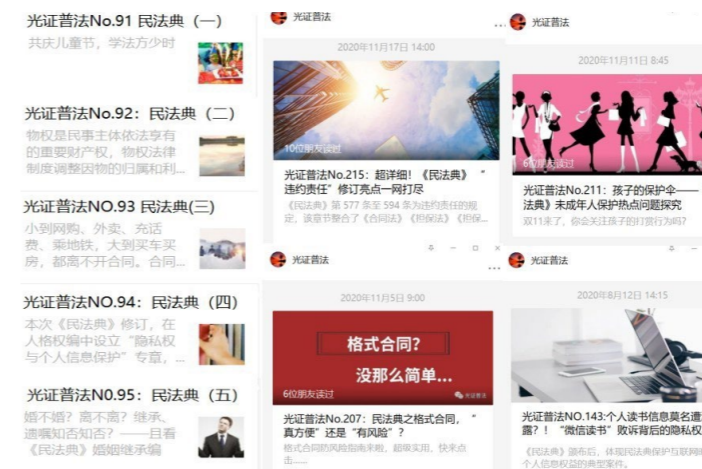 光证普法No.91 民法典（一）
共庆儿童节，学法方少时
光证普法No.92：民法典（二）
物权是民事主体依法享有
的重要财产权，物权法律
制度调整因物的归属和利...
光证普法NO.93 民法典(三)
小到网购、外卖、充话
费、乘地铁，大到买车买
房，都离不开合同。合同...
光证普法NO.94：民法典（四）
本次《民法典》修订，在
人格权编中设立“隐私权
与个人信息保护”专章，...
光证普法N0.95：民法典（五）
婚不婚？离不离？继承、
遗嘱知否知否？——且看
《民法典》婚姻继承编
光证普法
2020年11月17日 14:00
10位朋友读过
光证普法No.215：超详细！《民法典》“
违约责任”修订亮点一网打尽
《民法典》第 577 条至 594 条为违约责任的规
定，该章节整合了《合同法》《担保法》《担保...
光证普法
2020年11月11日 8:45
6位朋友读过
光证普法No.211：孩子的保护伞——
法典》未成年人保护热点问题探究
双11来了，你会关注孩子的打赏行为吗？
光证普法
2020年11月5日 9:00
格式合同？
没那么简单...
6位朋友读过
光证普法
光证普法No.207：民法典之格式合同，“
真方便”还是“有风险”？
格式合同防风险指南来啦，超级实用，快来点
击......
光证普法
2020年8月12日 14:15
光证普法NO.143:个人读书信息莫名遭
露？！“微信读书”败诉背后的隐私权
《民法典》颁布后，体现民法典保护互联网
个人信息权益的典型案件。